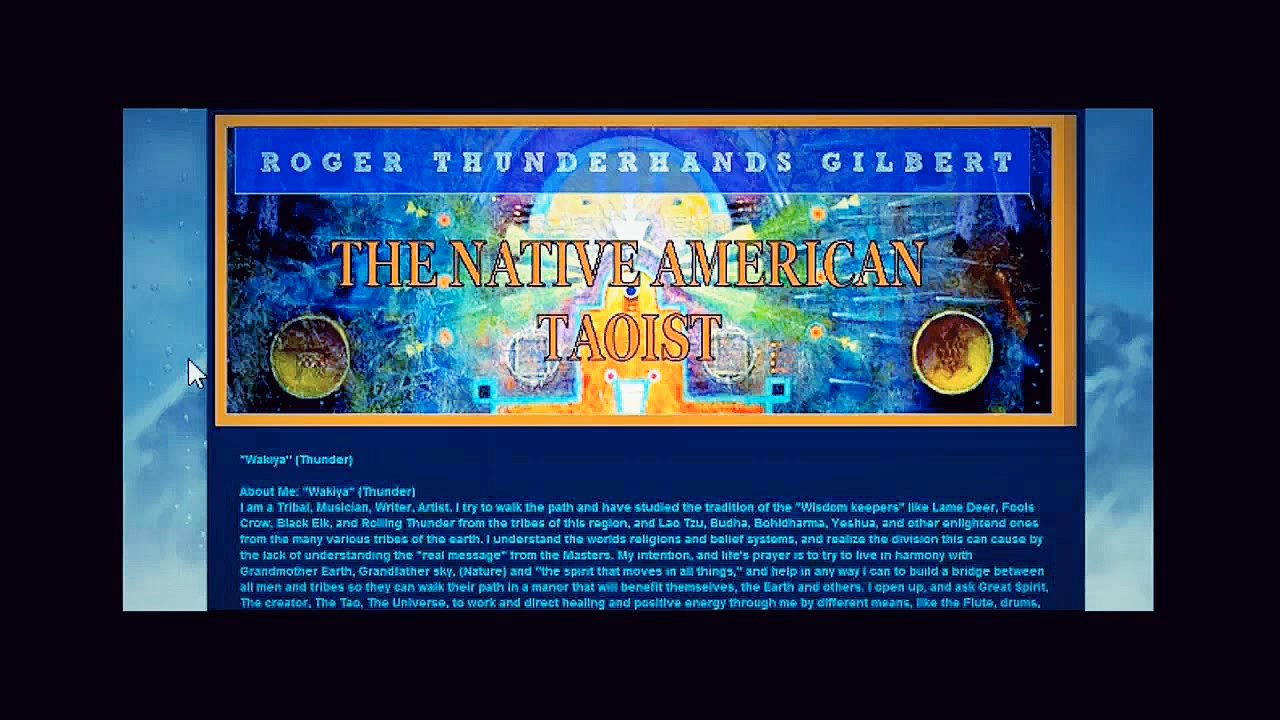 ROGER THUNDERHANDS GILBERT
THE NATIVE AMERICAN
TAOIST
"Wakiya" (Thunder)
About Me: "Wakiya" (Thunder)
I am a Tribal, Musician, Writer, Artist. I try to walk the path and have studied the tradition of the "Wisdom keepers" like Lame Deer, Fools
Crow, Black Elk, and Rolling Thunder from the tribes of this region, and Lao Tzu, Budha, Bohidharma, Yeshua, and other enlightend ones
from the many various tribes of the earth. I understand the worlds religions and belief systems, and realize the division this can cause by
the lack of understanding the "real message" from the Masters. My intention, and life's prayer is to try to live in harmony with
Grandmother Earth, Grandfather sky, (Nature) and "the spirit that moves in all things," and help in any way I can to build a bridge between
all men and tribes so they can walk their path in a manor that will benefit themselves, the Earth and others. I open up, and ask Great Spirit,
The creator, The Tao, The Universe, to work and direct healing and positive energy through me by different means, like the Flute, drums,